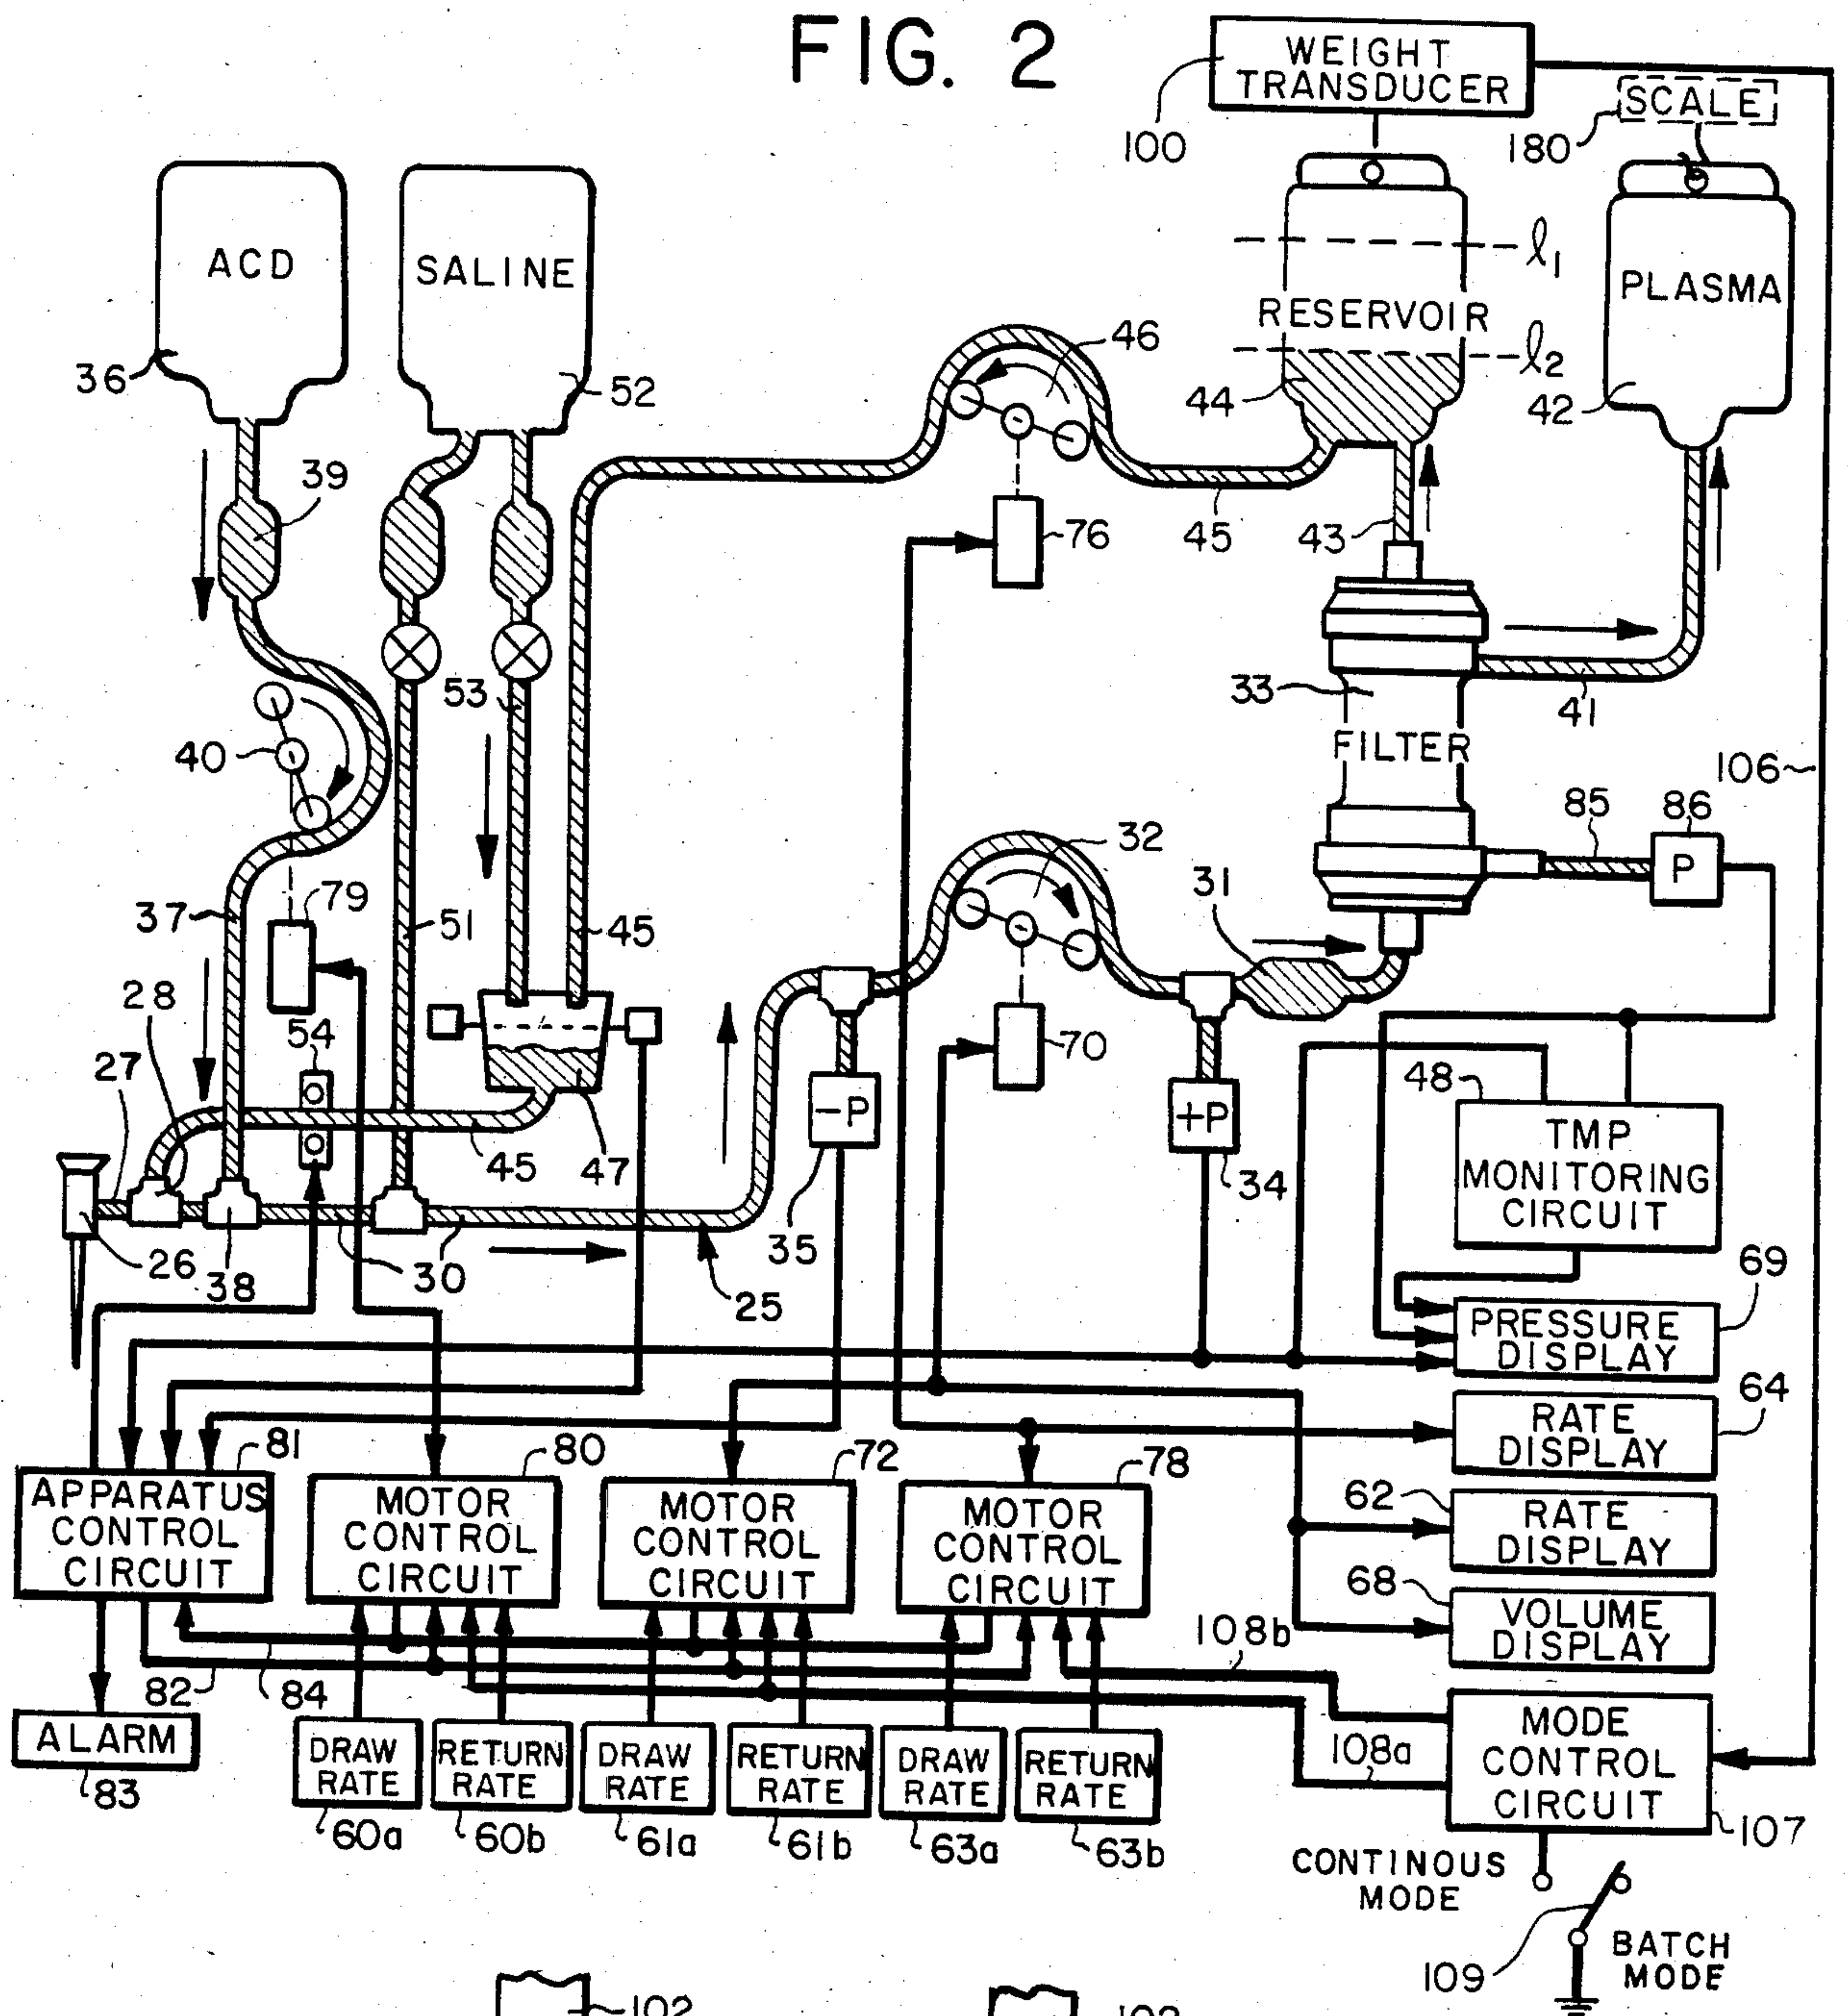 FIG. 2
WEIGHT
TRANSDUCER
100
SCALE
180
ACD
SALINE
36
52
39
46
76
45
l1
RESERVOIR
l2
44
43
PLASMA
42
53
40
33
FILTER
41
106
85
86
P
37
79
51
45
32
31
28
54
27
70
-P
+P
48
TMP
MONITORING
CIRCUIT
45
47
34
35
26
38
30
25
69
PRESSURE
DISPLAY
64
RATE
DISPLAY
62
RATE
DISPLAY
68
VOLUME
DISPLAY
81
APPARATUS
CONTROL
CIRCUIT
80
MOTOR
CONTROL
CIRCUIT
72
MOTOR
CONTROL
CIRCUIT
78
MOTOR
CONTROL
CIRCUIT
82
84
108b
108a
ALARM
83
DRAW
RATE
60a
RETURN
RATE
60b
DRAW
RATE
61a
RETURN
RATE
61b
DRAW
RATE
63a
RETURN
RATE
63b
MODE
CONTROL
CIRCUIT
107
CONTINOUS
MODE
109
BATCH
MODE
102